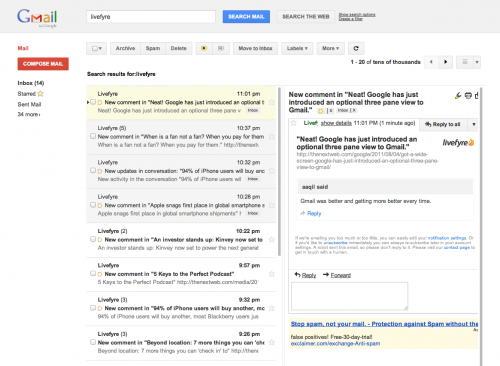 Gmail
by Google
livefyre
SEARCH MAIL
SEARCH THE WEB
Show search options
Create a filter
Mail
Archive
Spam
Delete
Move to Inbox
Labels
More
COMPOSE MAIL
1 - 20 of tens of thousands
Inbox (14)
Starred
Sent Mail
34 more
Search results for:livefyre
Livefyre 11:01 pm
New comment in "Neat! Google has just introduced an optional t
Neat! Google has just introduced an optional Inbox
Livefyre (5) 10:37 pm
New comment in "When is a fan not a fan? When you pay for them
When is a fan not a fan? When you pay for them." http://thenext
Livefyre 10:32 pm
New updates in conversation: "94% of iPhone users will buy ano
New activity in the conversation "94% of iPhone Inbox
Livefyre 10:28 pm
New comment in "Apple snags first place in global smartphone s
Apple snags first place in global smartphone shipments" Inbox
Livefyre (2) 10:22 pm
New comment in "An investor stands up: Kinvey set to power the
An investor stands up: Kinvey now set to power the next general
Livefyre 9:57 pm
New comment in "5 Keys to the Perfect Podcast"
5 Keys to the Perfect Podcast" http://thenextweb.com/media/20
Livefyre (3) 9:32 pm
New comment in "94% of iPhone users will buy another, mo
94% of iPhone users will buy another, most Blackberry users jus
Livefyre (3) 9:26 pm
New comment in "Beyond location: 7 more things you can 'ch
Beyond location: 7 more things you can 'check in' to" http://then
New comment in "Neat! Google has just
introduced an optional three pane view to
Gmail."
Inbox X
Livef show details 11:01 PM (1 minute ago)
Reply to all
"Neat! Google has just introduced an
optional three pane view to Gmail."
livefyre
http://thenextweb.com/google/2011/08/04/got-a-wide-
screen-google-has-just-introduced-an-optional-three-pane-
view-to-gmail/
aaqil said
Gmail was better and getting more better every time.
Reply
If we're emailing you too much or too little, you can easily edit your notification settings. Or
if you'd like to unsubscribe immediately you can always re-subscribe later in your account
settings. A robot sent this email, so please don't reply to it. Please visit our contact page to
get in touch with a human.
Reply
Forward
Stop spam, not your mail. - Protection against Spam without the
false positives! Free-30-day-trial!
exclaimer.com/exchange-Anti-spam